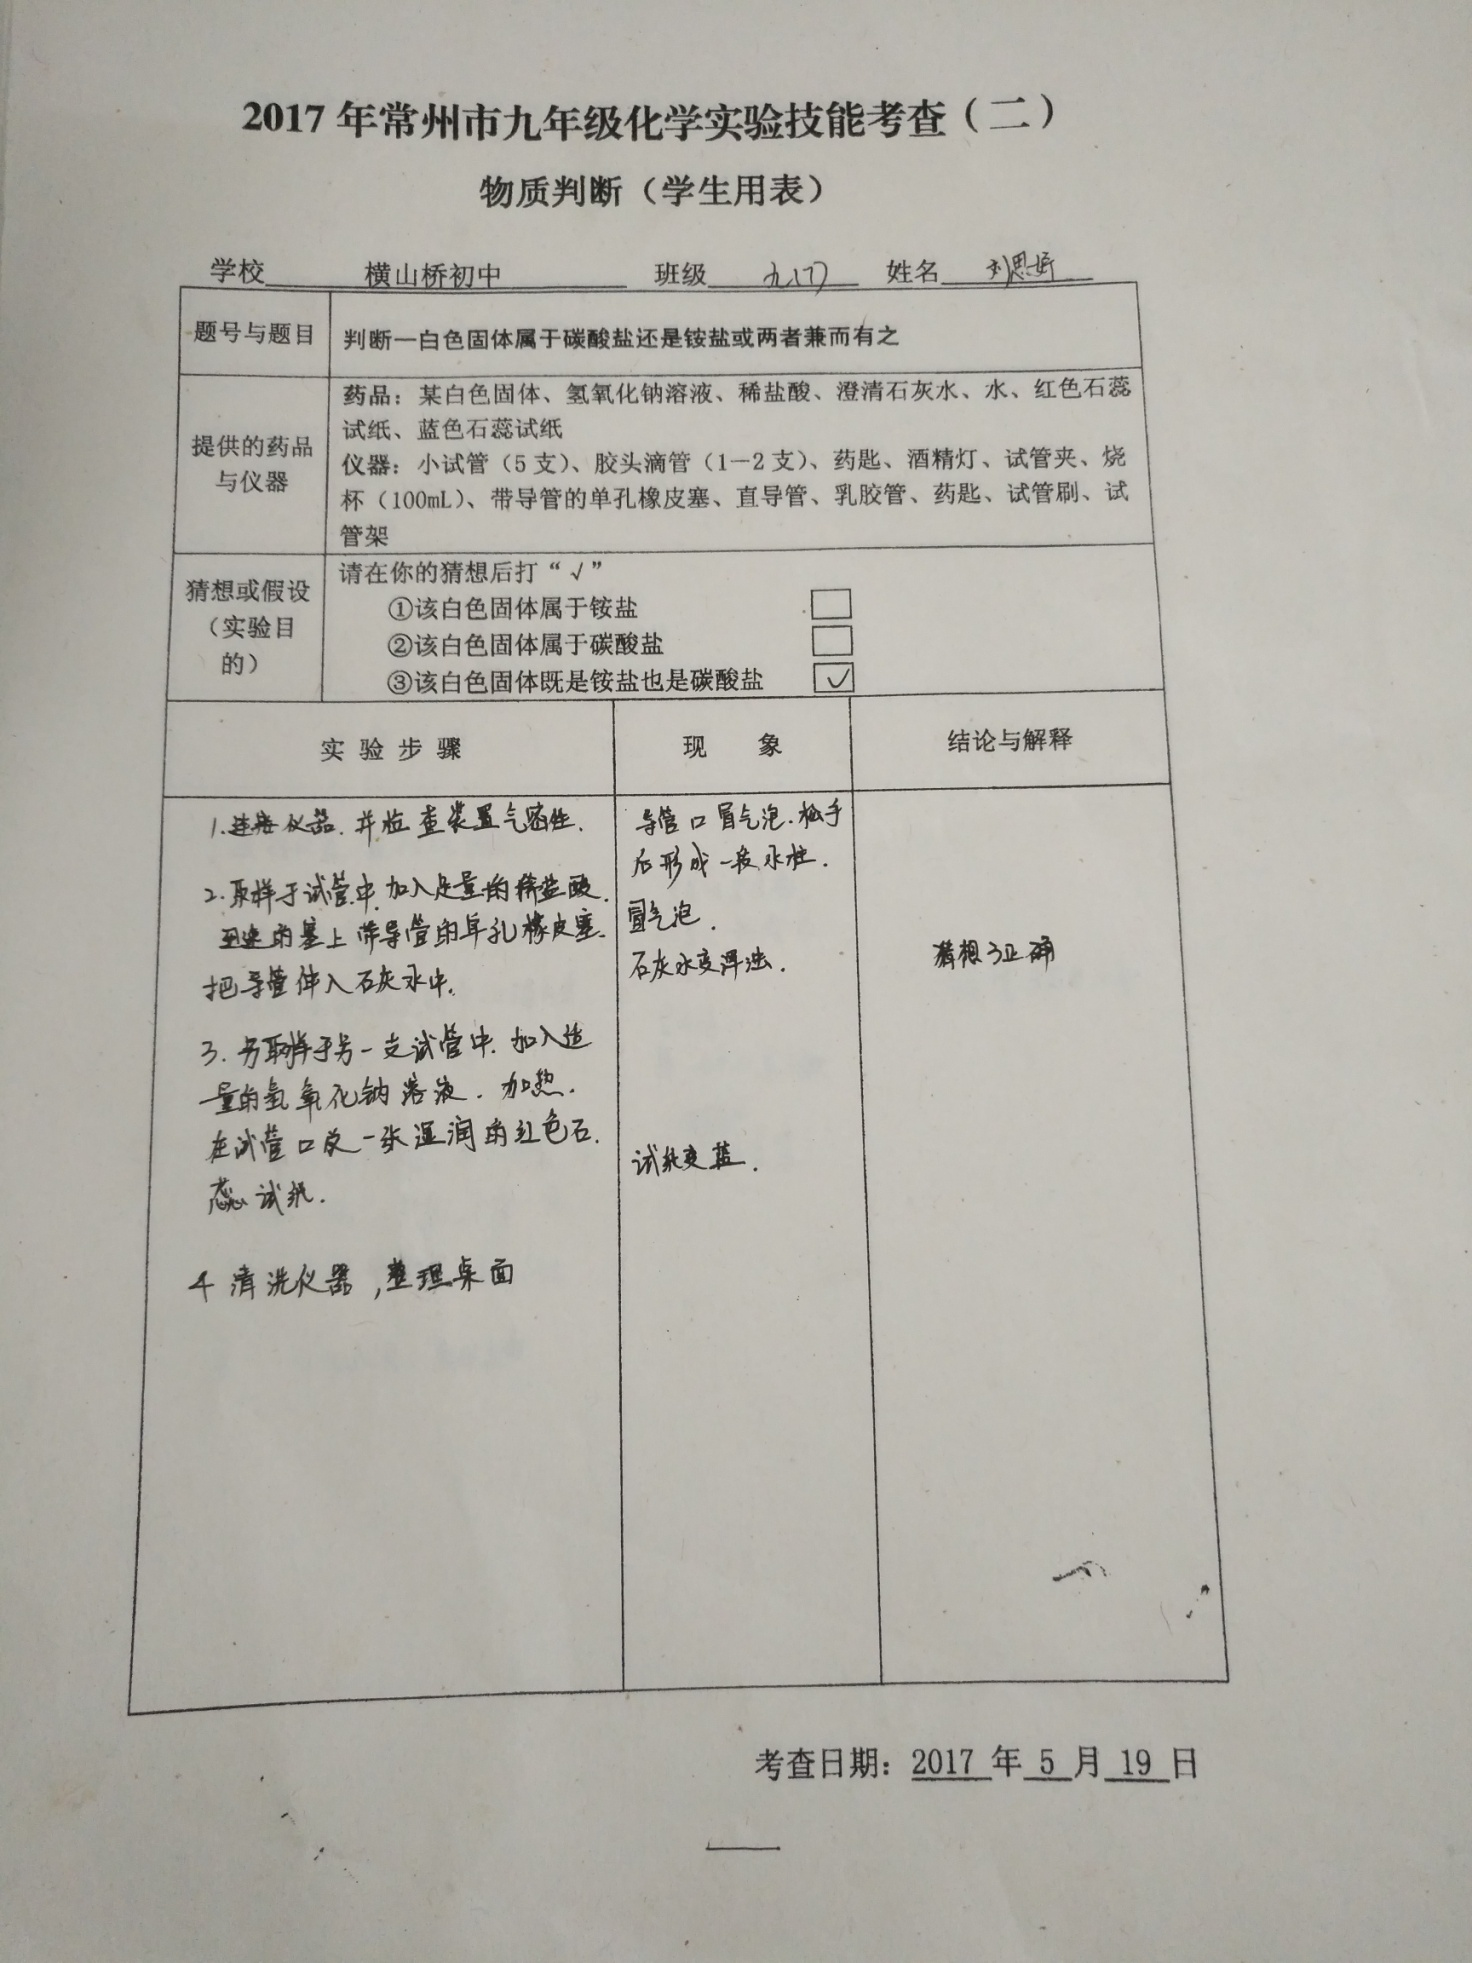 2017 年常州市九年级化学实验技能考查（二）
物质判断（学生用表）
学校 横山桥初中 班级 九(7) 姓名 刘思妍
题号与题目
判断一白色固体属于碳酸盐还是铵盐或两者兼而有之
提供的药品
与仪器
药品：某白色固体、氢氧化钠溶液、稀盐酸、澄清石灰水、水、红色石蕊
试纸、蓝色石蕊试纸
仪器：小试管（5 支）、胶头滴管（1－2 支）、药匙、酒精灯、试管夹、烧
杯（100mL）、带导管的单孔橡皮塞、直导管、乳胶管、药匙、试管刷、试
管架
猜想或假设
（实验目
的）
请在你的猜想后打“√”
①该白色固体属于铵盐
②该白色固体属于碳酸盐
③该白色固体既是铵盐也是碳酸盐 √
实 验 步 骤
现 象
结论与解释
1.连接仪器.并检查装置气密性.
2.取样于试管中.加入足量的稀盐酸.
迅速的塞上带导管的单孔橡皮塞.
把导管伸入石灰水中.
3.另取样于另一支试管中.加入适
量的氢氧化钠溶液.加热.
在试管口放一张湿润的红色石.
蕊试纸.
4 清洗仪器,整理桌面
导管口冒气泡.松手
后形成一段水柱.
冒气泡.
石灰水变浑浊.
试纸变蓝.
猜想3正确
考查日期：2017 年 5 月 19 日